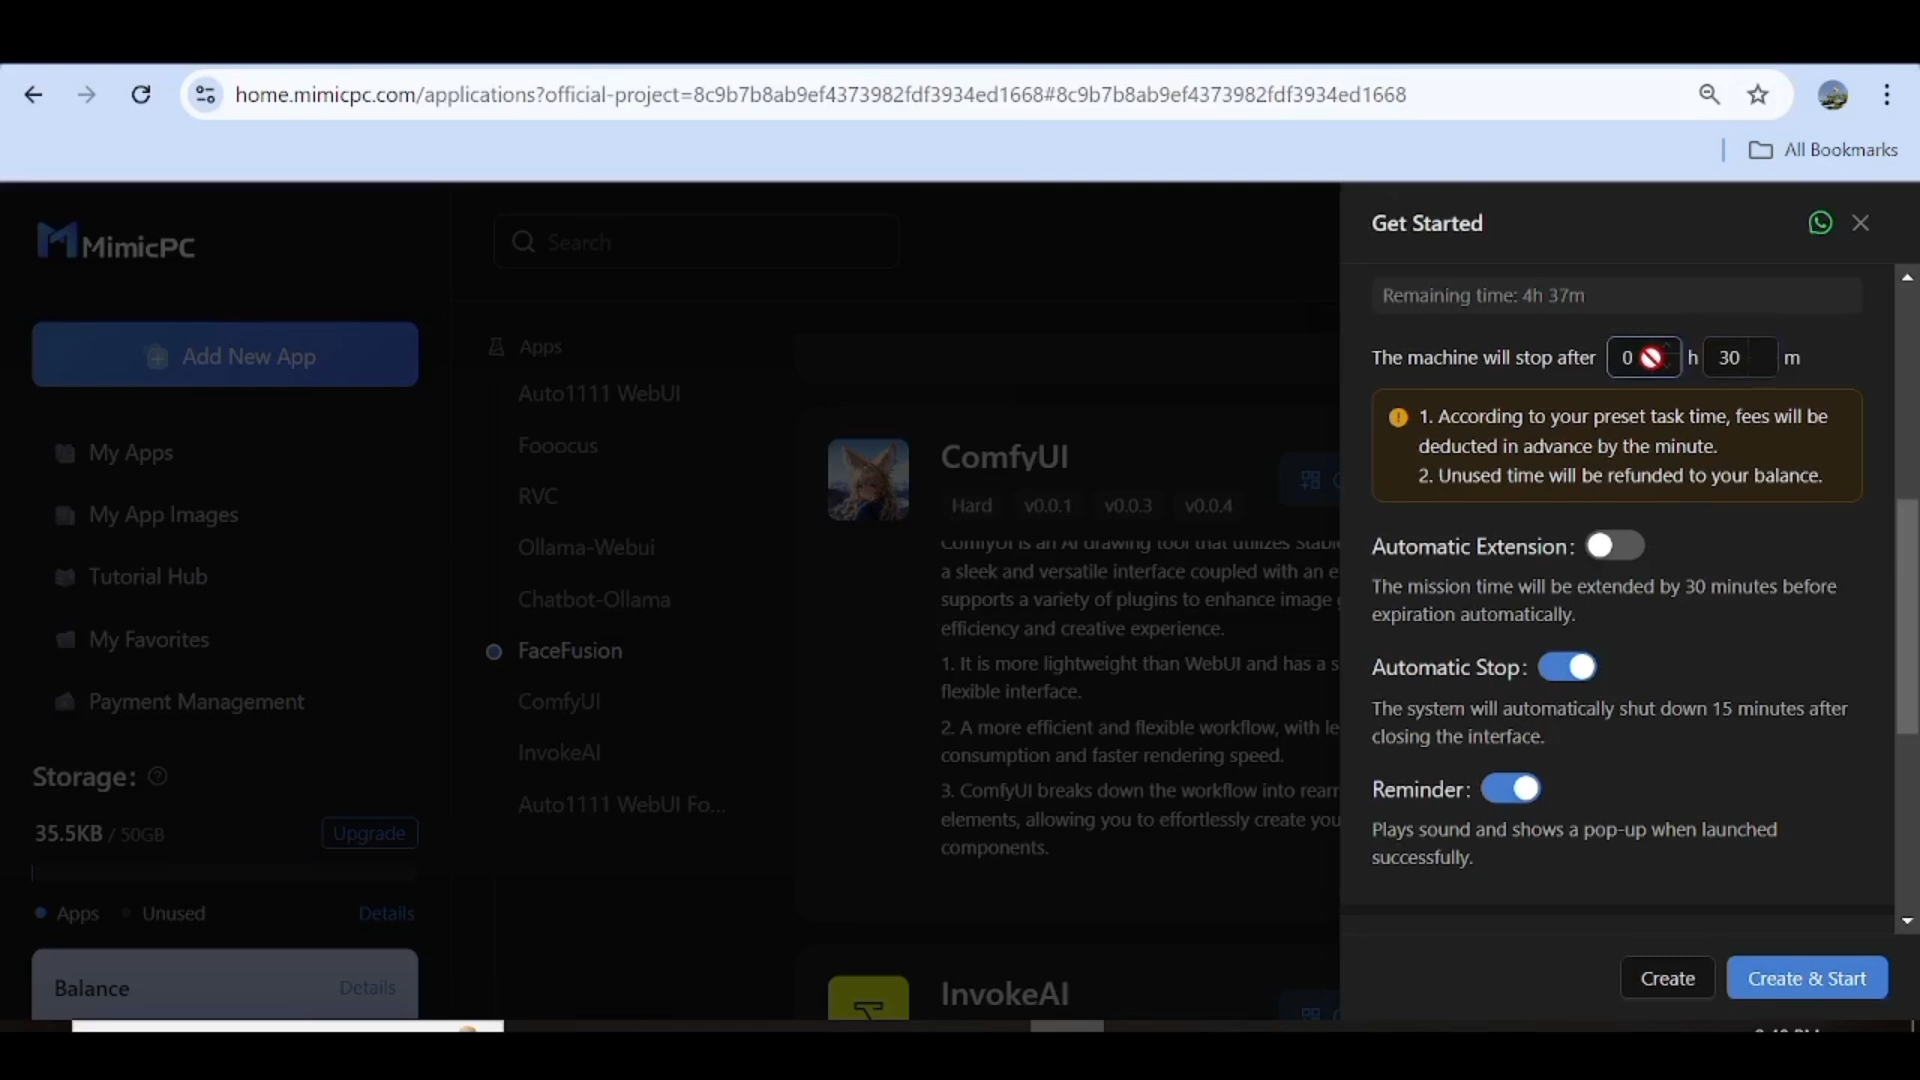 home.mimicpc.com/applications?official-project=8c9b7b8ab9ef4373982fdf3934ed1668#8c9b7b8ab9ef4373982fdf3934ed1668
All Bookmarks
MimicPC
Add New App
My Apps
My App Images
Tutorial Hub
My Favorites
Payment Management
Storage:
35.5KB / 50GB
Upgrade
Apps
Unused
Details
Balance
Details
Search
Apps
Auto1111 WebUI
Fooocus
RVC
Ollama-Webui
Chatbot-Ollama
FaceFusion
ComfyUI
InvokeAI
Auto1111 WebUI Fo...
ComfyUI
Hard v0.0.1 v0.0.3 v0.0.4
ComfyUI is an AI drawing tool that utilizes
a sleek and versatile interface coupled with an
supports a variety of plugins to enhance image
efficiency and creative experience.
1. It is more lightweight than WebUI and has a
flexible interface.
2. A more efficient and flexible workflow, with
consumption and faster rendering speed.
3. ComfyUI breaks down the workflow into
elements, allowing you to effortlessly create
components.
InvokeAI
Get Started
Remaining time: 4h 37m
The machine will stop after 0 h 30 m
1. According to your preset task time, fees will be
deducted in advance by the minute.
2. Unused time will be refunded to your balance.
Automatic Extension:
The mission time will be extended by 30 minutes before
expiration automatically.
Automatic Stop:
The system will automatically shut down 15 minutes after
closing the interface.
Reminder:
Plays sound and shows a pop-up when launched
successfully.
Create
Create & Start